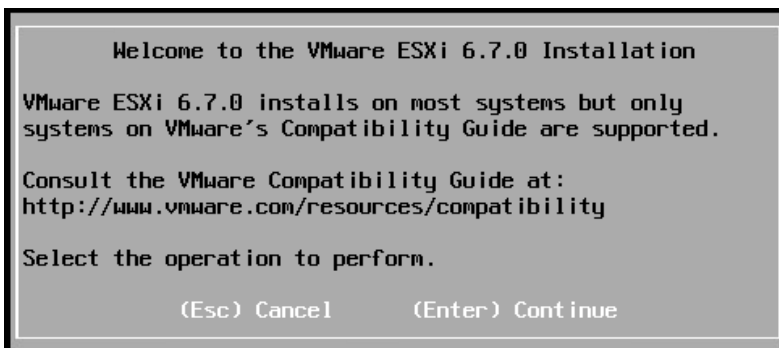 Welcome to the VMware ESXi 6.7.0 Installation
VMware ESXi 6.7.0 installs on most systems but only
systems on VMware's Compatibility Guide are supported.
Consult the VMware Compatibility Guide at:
http://www.vmware.com/resources/compatibility
Select the operation to perform.
(Esc) Cancel (Enter) Continue